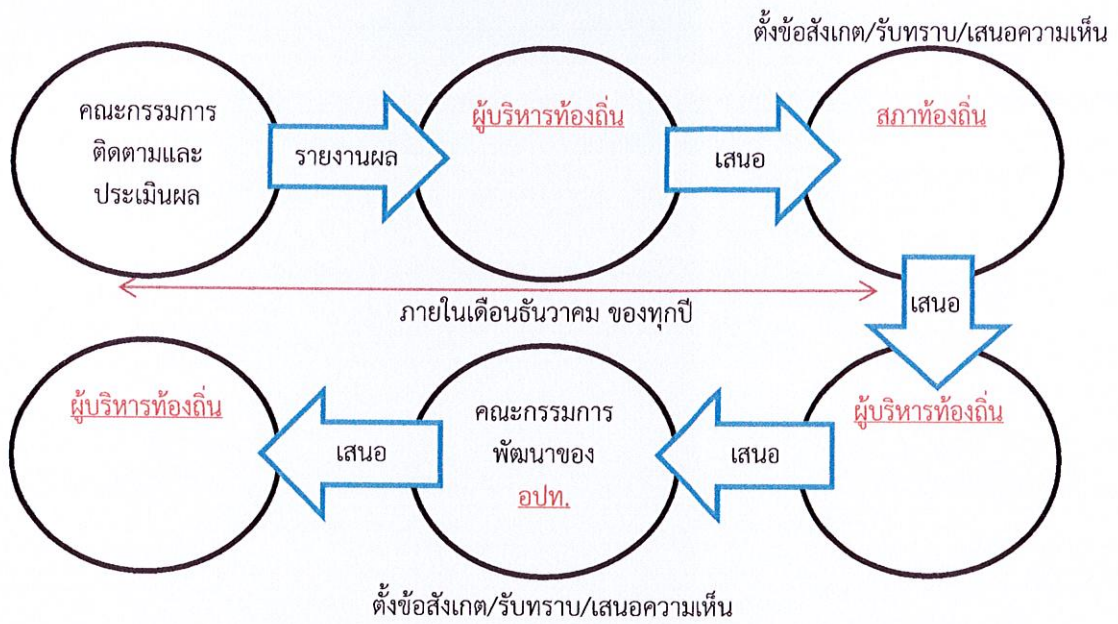 ตั้งข้อสังเกต/รับทราบ/เสนอความเห็น
คณะกรรมการ
ติดตามและ
ประเมินผล
รายงานผล
ผู้บริหารท้องถิ่น
เสนอ
สภาท้องถิ่น
ภายในเดือนธันวาคม ของทุกปี
เสนอ
ผู้บริหารท้องถิ่น
เสนอ
คณะกรรมการ
พัฒนาของ
อปท.
เสนอ
ผู้บริหารท้องถิ่น
ตั้งข้อสังเกต/รับทราบ/เสนอความเห็น